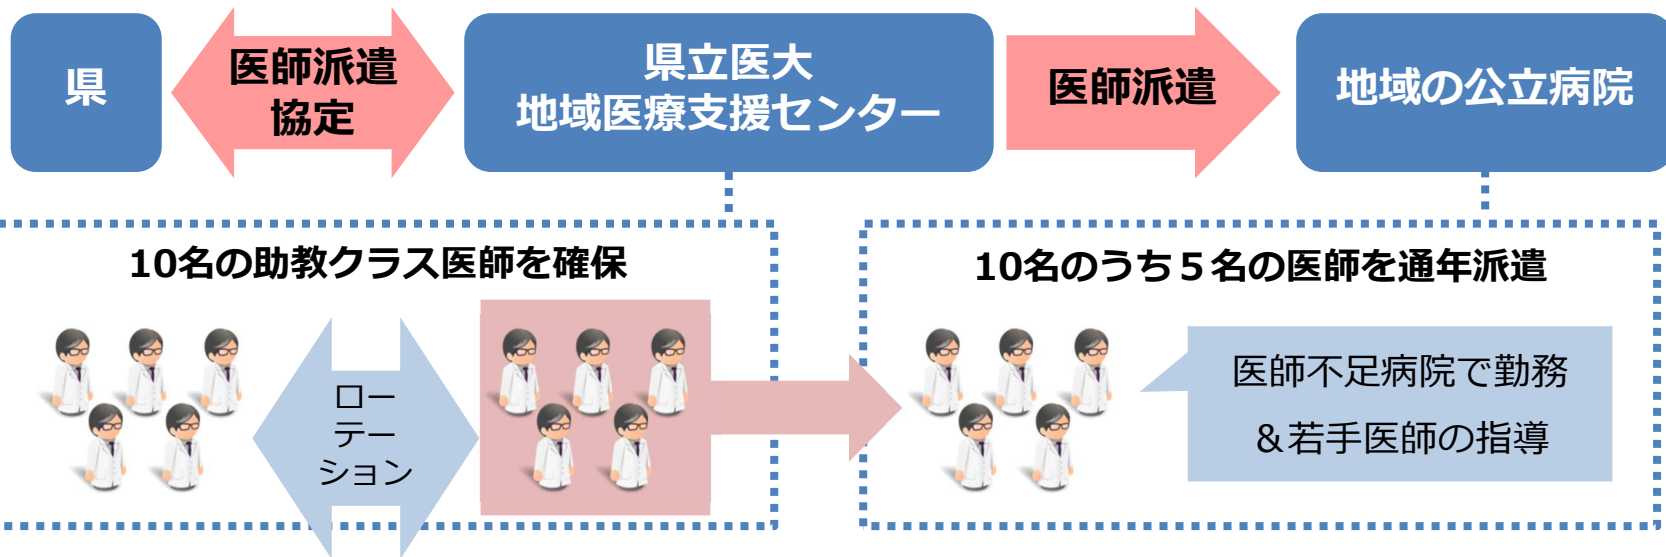 県
医師派遣
協定
県立医大
地域医療支援センター
医師派遣
地域の公立病院
10名の助教クラス医師を確保
ロー
テー
ション
10名のうち５名の医師を通年派遣
医師不足病院で勤務
＆若手医師の指導